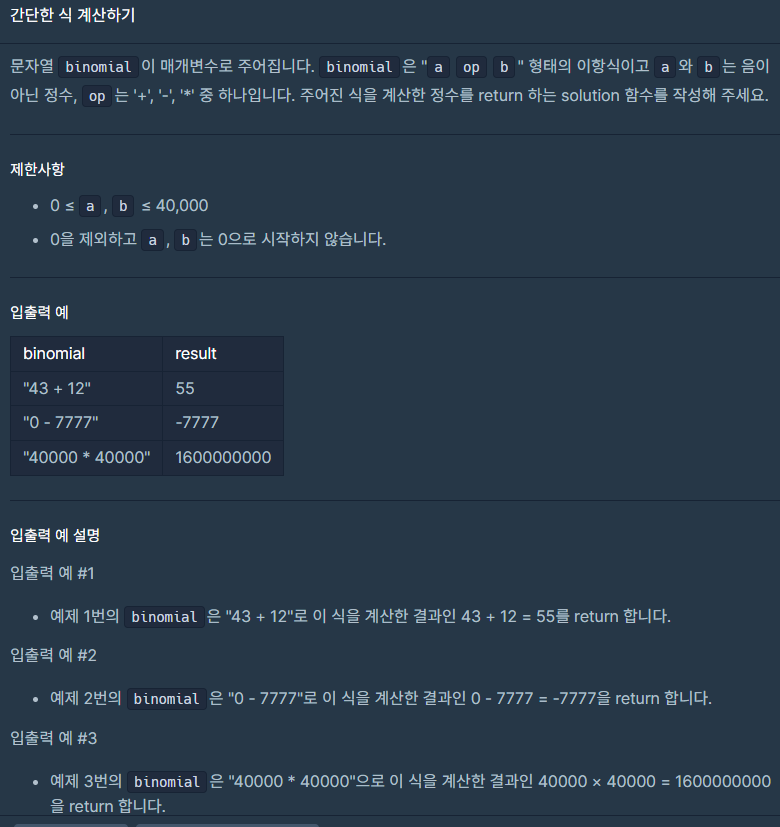 간단한 식 계산하기
문자열 binomial 이 매개변수로 주어집니다. binomial 은 "a op b" 형태의 이항식이고 a 와 b 는 음이
아닌 정수, op 는 '+', '-', '*' 중 하나입니다. 주어진 식을 계산한 정수를 return 하는 solution 함수를 작성해 주세요.
제한사항
• 0 ≤ a, b ≤ 40,000
• 0을 제외하고 a, b 는 0으로 시작하지 않습니다.
입출력 예
binomial result
"43 + 12" 55
"0 - 7777" -7777
"40000 * 40000" 1600000000
입출력 예 설명
입출력 예 #1
• 예제 1번의 binomial 은 "43 + 12"로 이 식을 계산한 결과인 43 + 12 = 55를 return 합니다.
입출력 예 #2
• 예제 2번의 binomial 은 "0 - 7777"로 이 식을 계산한 결과인 0 - 7777 = -7777을 return 합니다.
입출력 예 #3
• 예제 3번의 binomial 은 "40000 * 40000"으로 이 식을 계산한 결과인 40000 × 40000 = 1600000000
을 return 합니다.